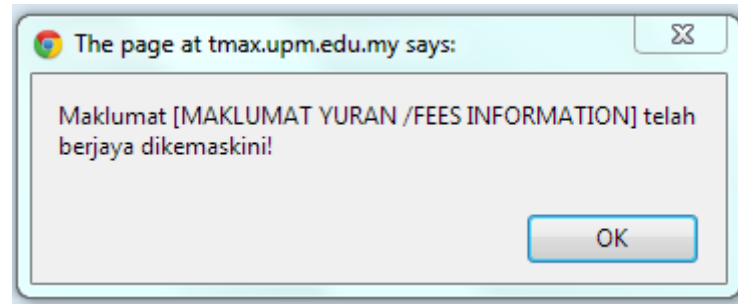 The page at tmax.upm.edu.my says:
Maklumat [MAKLUMAT YURAN /FEES INFORMATION] telah
berjaya dikemaskini!
OK